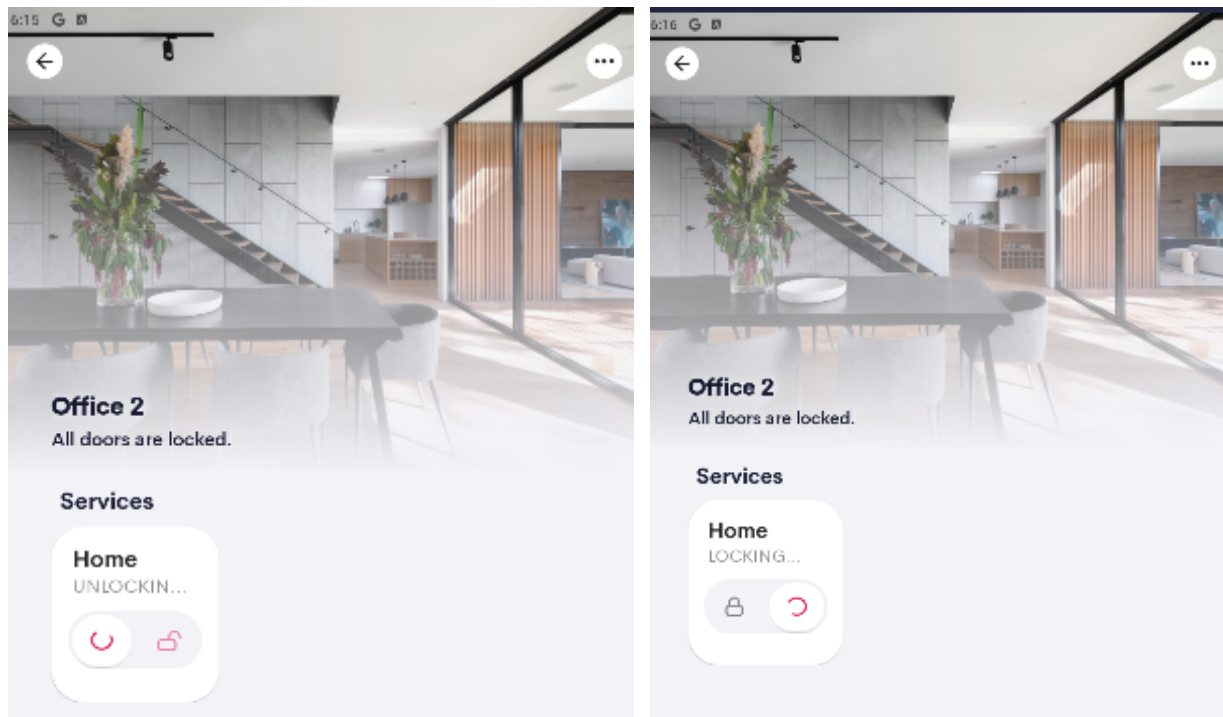 6:15 G
Office 2
All doors are locked.
Services
Home
UNLOCKIN...
6:16 G
Office 2
All doors are locked.
Services
Home
LOCKING...